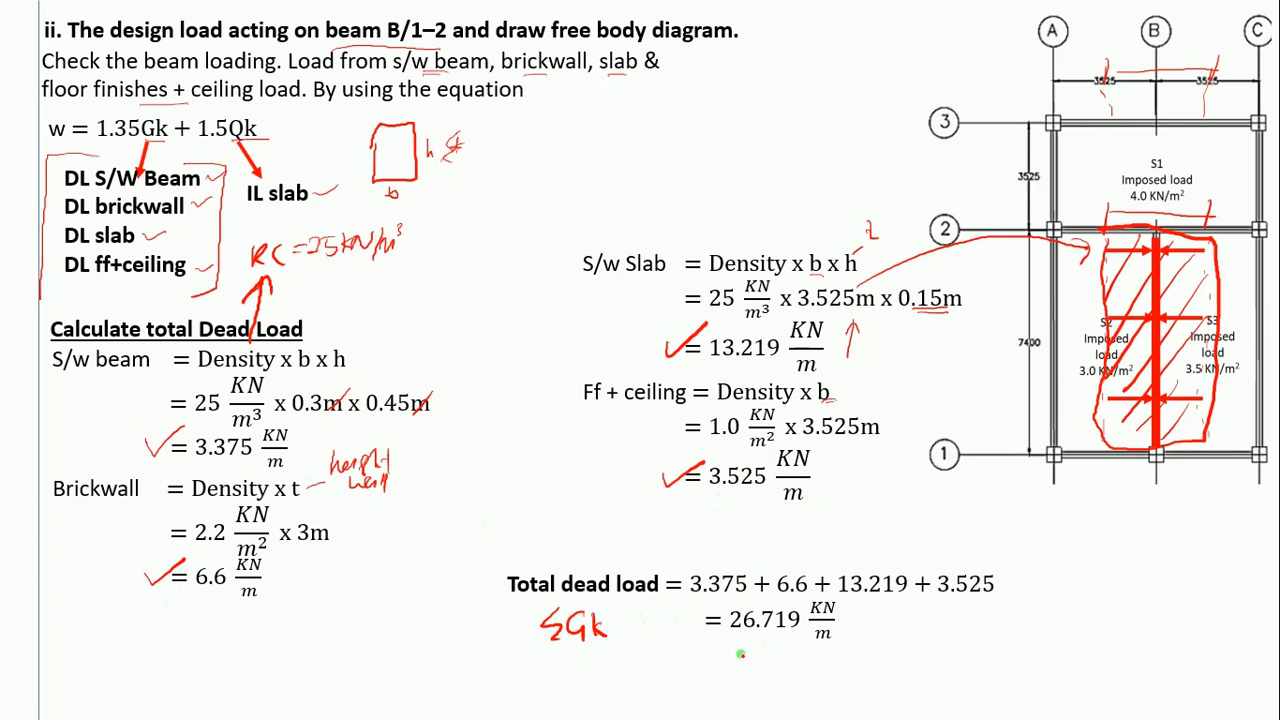 ii. The design load acting on beam B/1–2 and draw free body diagram.
Check the beam loading. Load from s/w beam, brickwall, slab &
floor finishes + ceiling load. By using the equation
w = 1.35Gk + 1.5Qk
DL S/W Beam
DL brickwall
DL slab
DL ff+ceiling
IL slab
h
b
RC = 25 KN/m³
Calculate total Dead Load
S/w beam = Density x b x h
= 25 KN/m³ x 0.3m x 0.45m
= 3.375 KN/m
Brickwall = Density x t
height
= 2.2 KN/m² x 3m
= 6.6 KN/m
S/w Slab = Density x b x h
= 25 KN/m³ x 3.525m x 0.15m
= 13.219 KN/m
Ff + ceiling = Density x b
= 1.0 KN/m² x 3.525m
= 3.525 KN/m
Total dead load = 3.375 + 6.6 + 13.219 + 3.525
= 26.719 KN/m
ΣGk
A
B
C
3525
3525
3
3525
S1
Imposed load
4.0 KN/m²
2
7400
S2
Imposed
load
3.0 KN/m²
S3
Imposed
load
3.5 KN/m²
1